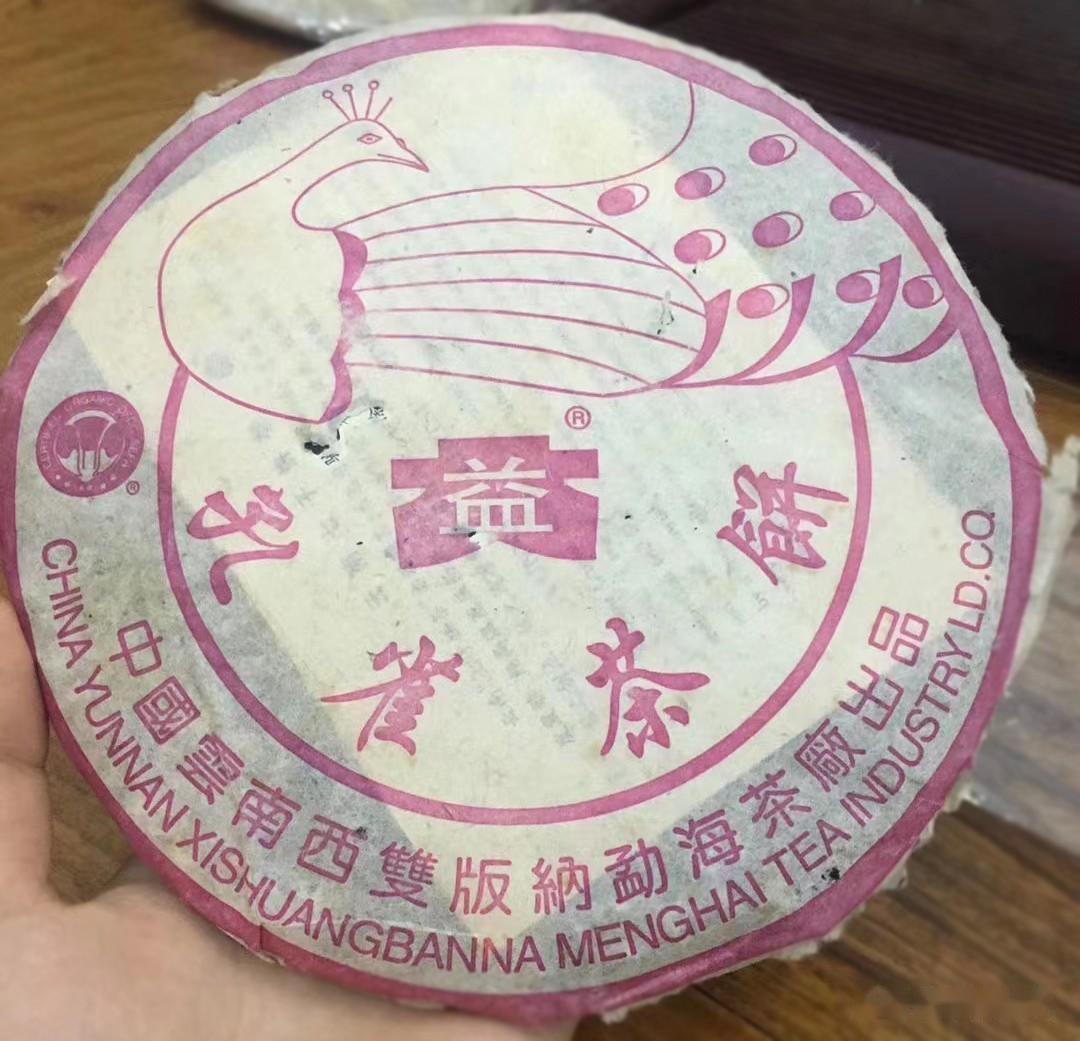 ®
益
孔雀茶餅
®
中國雲南西雙版納勐海茶廠出品
CHINA YUNNAN XISHUANGBANNA MENGHAI TEA INDUSTRY LD.CO